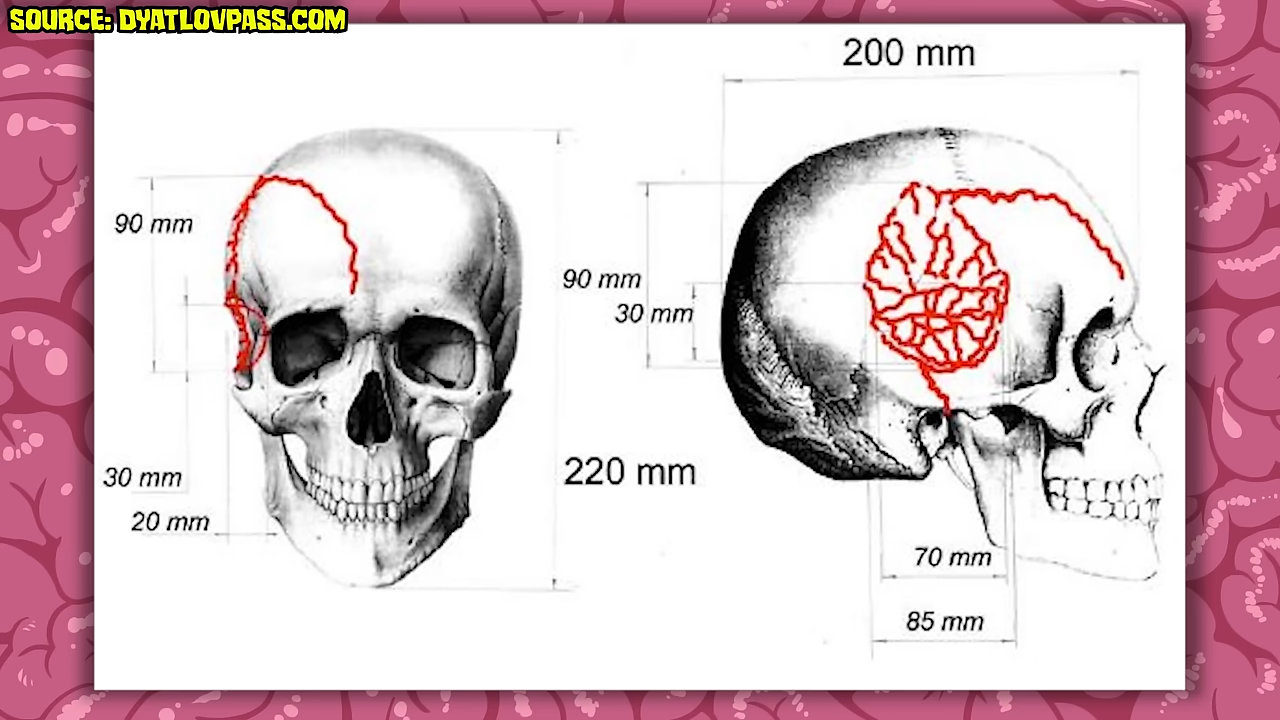 SOURCE: DYATLOVPASS.COM
200 mm
90 mm
90 mm
30 mm
220 mm
30 mm
20 mm
70 mm
85 mm